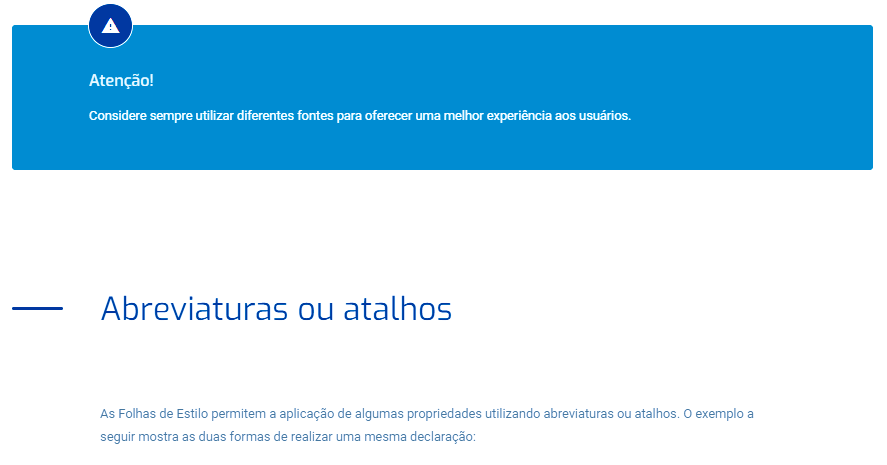 Atenção!
Considere sempre utilizar diferentes fontes para oferecer uma melhor experiência aos usuários.
Abreviaturas ou atalhos
As Folhas de Estilo permitem a aplicação de algumas propriedades utilizando abreviaturas ou atalhos. O exemplo a
seguir mostra as duas formas de realizar uma mesma declaração: